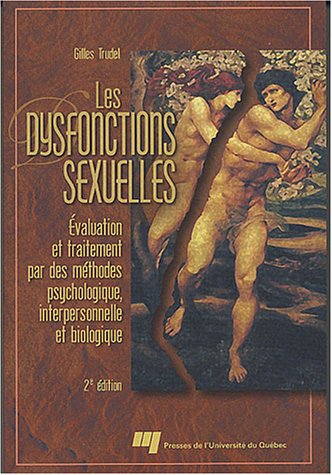 Gilles Trudel
Les
DYSFONCTIONS
SEXUELLES
Évaluation
et traitement
par des méthodes
psychologique,
interpersonnelle
et biologique
2e édition
Presses de l'Université du Québec